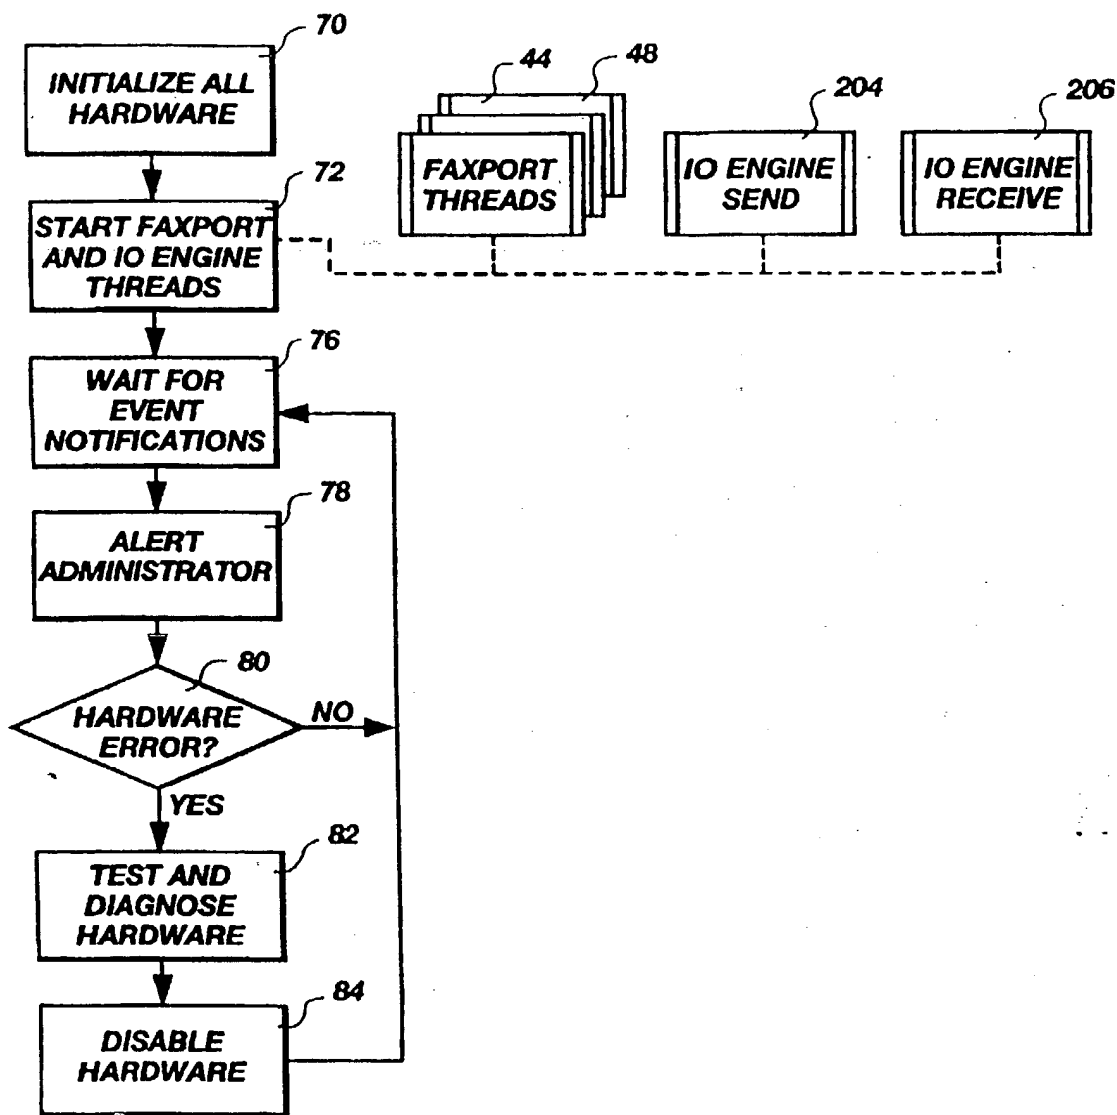 70
INITIALIZE ALL
HARDWARE
44
48
204
206
FAXPORT
THREADS
IO ENGINE
SEND
IO ENGINE
RECEIVE
72
START FAXPORT
AND IO ENGINE
THREADS
76
WAIT FOR
EVENT
NOTIFICATIONS
78
ALERT
ADMINISTRATOR
80
HARDWARE
ERROR?
NO
YES
82
TEST AND
DIAGNOSE
HARDWARE
84
DISABLE
HARDWARE